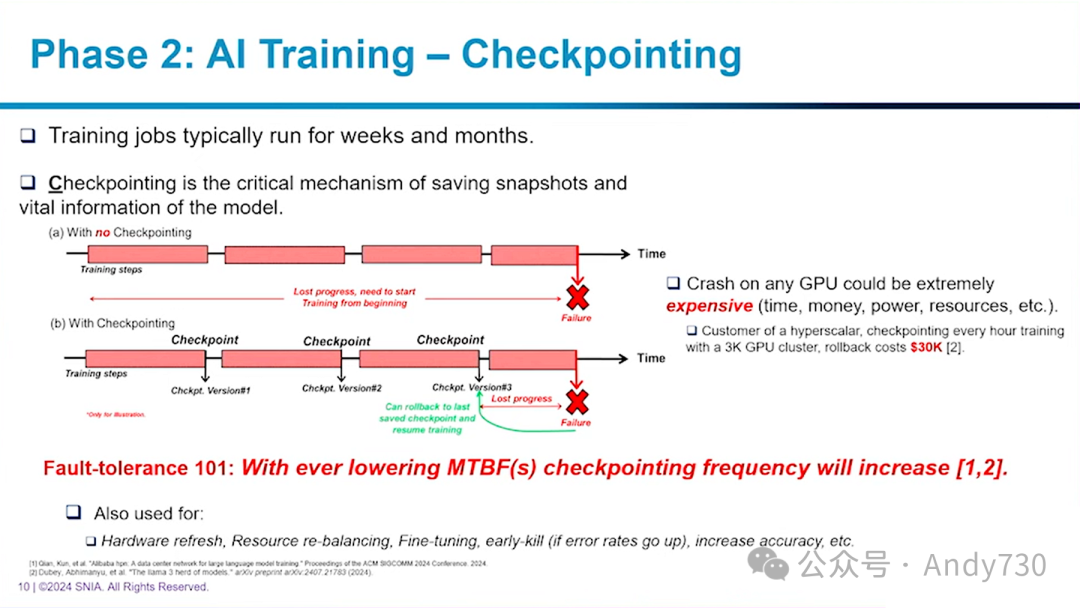 Phase 2: AI Training – Checkpointing
Training jobs typically run for weeks and months.
Checkpointing is the critical mechanism of saving snapshots and
vital information of the model.
(a) With no Checkpointing
Time
Training steps
Lost progress, need to start
Training from beginning
Failure
(b) With Checkpointing
Checkpoint
Checkpoint
Checkpoint
Time
Training steps
Chckpt. Version#1
Chckpt. Version#2
Chckpt. Version#3
Lost progress
*Only for illustration.
Can rollback to last
saved checkpoint and
resume training
Failure
Crash on any GPU could be extremely
expensive (time, money, power, resources, etc.).
Customer of a hyperscalar, checkpointing every hour training
with a 3K GPU cluster, rollback costs $30K [2].
Fault-tolerance 101: With ever lowering MTBF(s) checkpointing frequency will increase [1,2].
Also used for:
Hardware refresh, Resource re-balancing, Fine-tuning, early-kill (if error rates go up), increase accuracy, etc.
[1] Qian, Kun, et al. "Alibaba hpn: A data center network for large language model training." Proceedings of the ACM SIGCOMM 2024 Conference. 2024.
[2] Dubey, Abhimanyu, et al. "The llama 3 herd of models." arXiv preprint arXiv:2407.21783 (2024).
10 | ©2024 SNIA. All Rights Reserved.
公众号 · Andy730